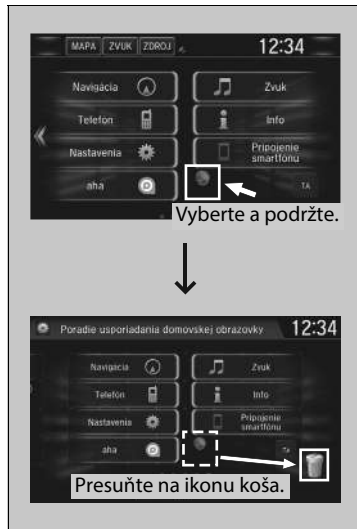 MAPA ZVUK ZDROJ 12:34
Navigácia Zvuk
Telefón Info
Nastavenia Pripojenie
smartfónu
aha TA
Vyberte a podržte.
Poradie usporiadania domovskej obrazovky 12:34
Navigácia Zvuk
Telefón Info
Nastavenia Pripojenie
smartfónu
aha TA
Presuňte na ikonu koša.